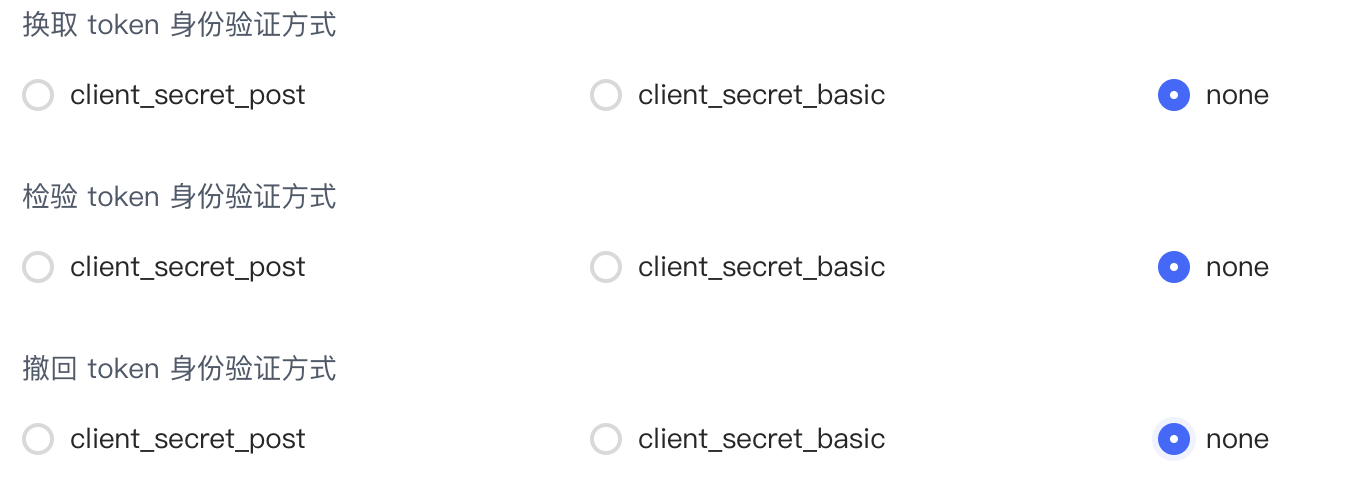 换取 token 身份验证方式
client_secret_post client_secret_basic none
检验 token 身份验证方式
client_secret_post client_secret_basic none
撤回 token 身份验证方式
client_secret_post client_secret_basic none